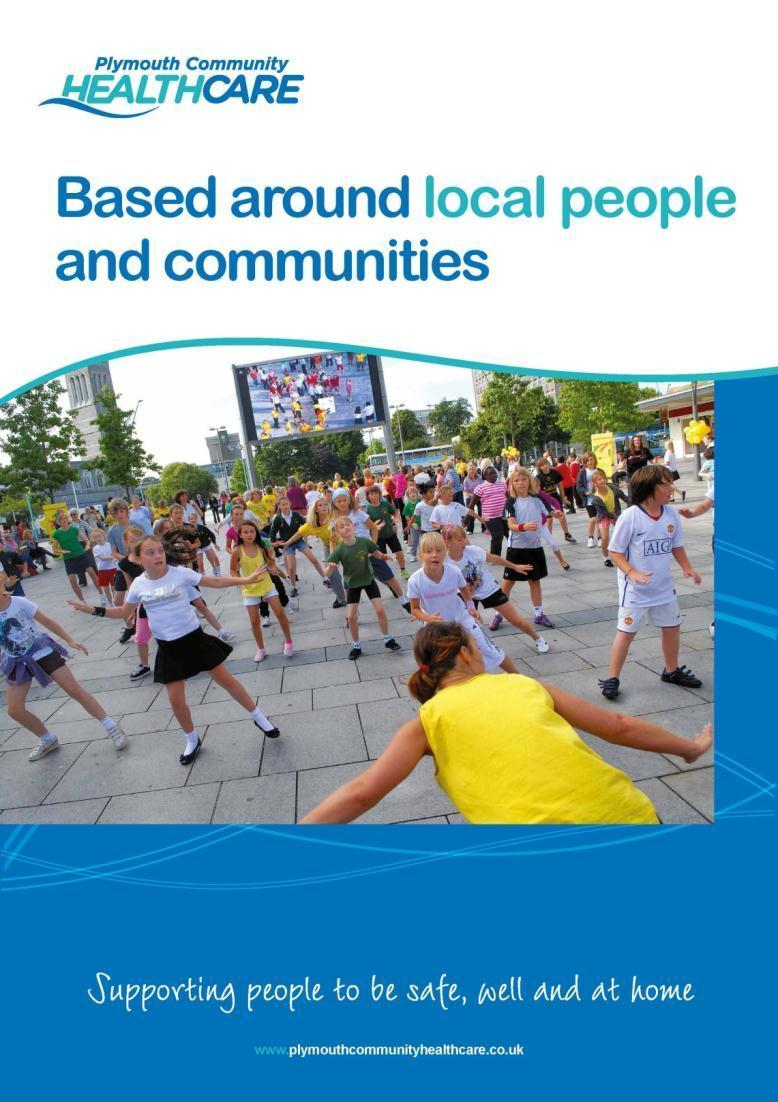 Plymouth Community
HEALTHCARE
Based around local people
and communities
AIG
Supporting people to be safe, well and at home
www.plymouthcommunityhealthcare.co.uk